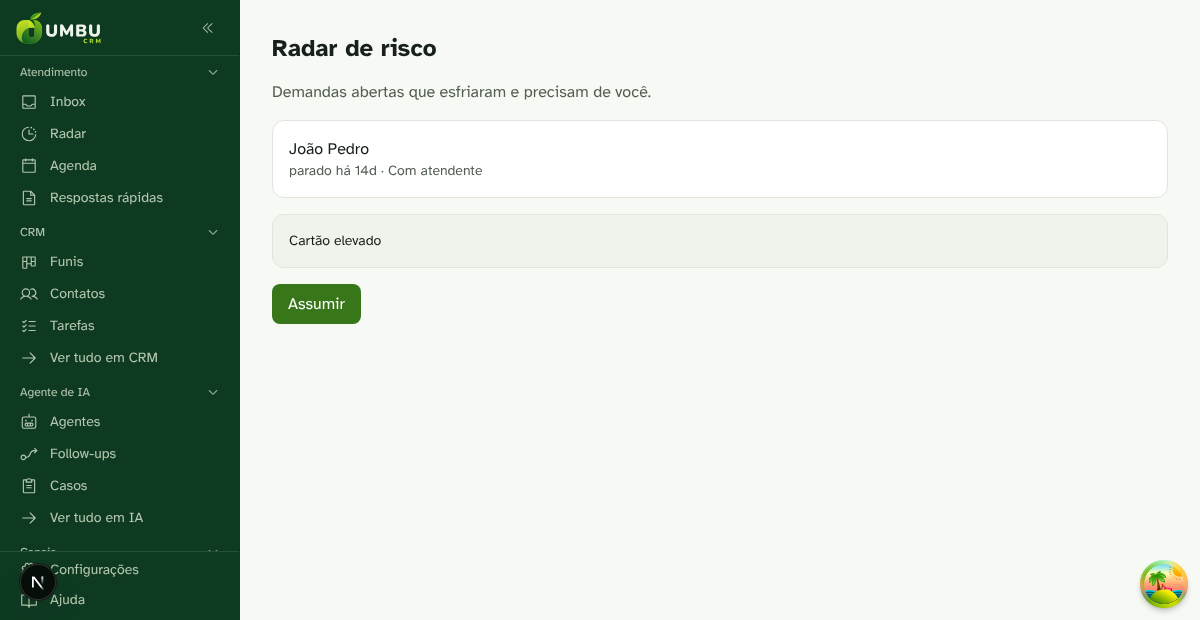 UMBU
CRM
Atendimento
Inbox
Radar
Agenda
Respostas rápidas
CRM
Funis
Contatos
Tarefas
Ver tudo em CRM
Agente de IA
Agentes
Follow-ups
Casos
Ver tudo em IA
Configurações
N
Ajuda
Radar de risco
Demandas abertas que esfriaram e precisam de você.
João Pedro
parado há 14d · Com atendente
Cartão elevado
Assumir